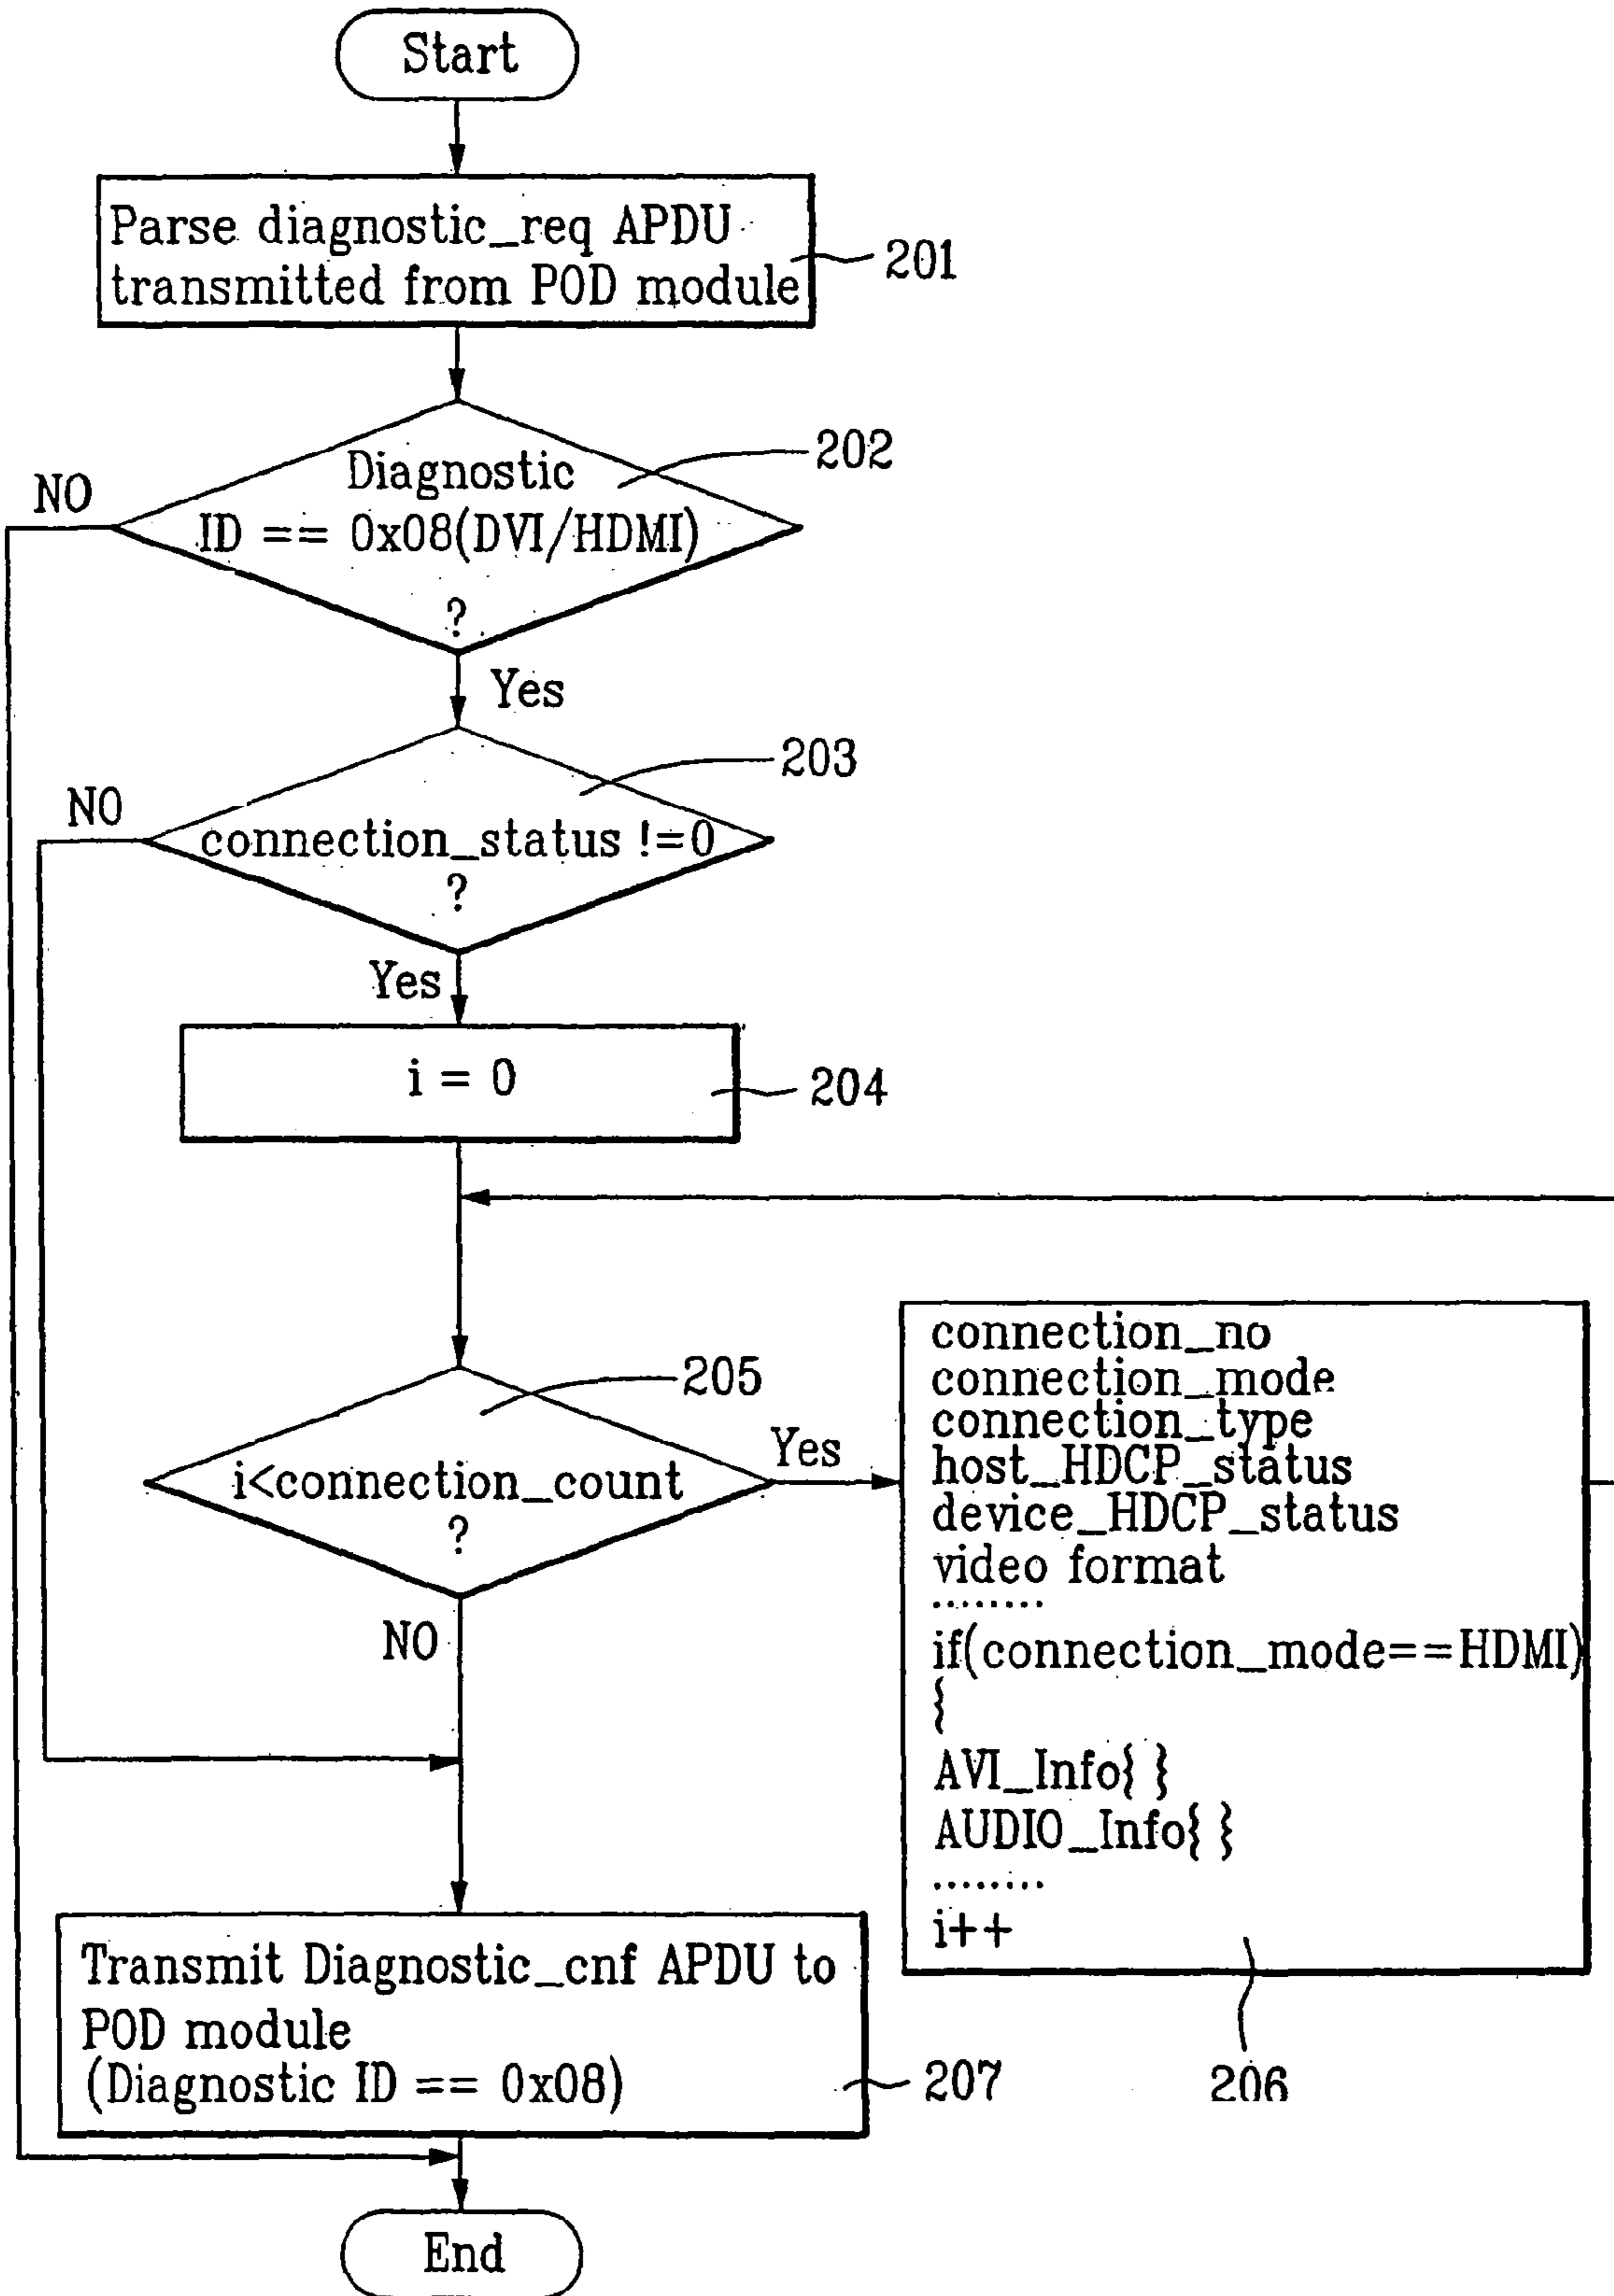 Start
Parse diagnostic_req APDU
transmitted from POD module
201
202
Diagnostic
ID == 0x08(DVI/HDMI)
?
NO
Yes
203
connection_status !=0
?
NO
Yes
i = 0
204
205
i<connection_count
?
Yes
NO
connection_no
connection_mode
connection_type
host_HDCP_status
device_HDCP_status
video format
........
if(connection_mode==HDMI)
{
AVI_Info{ }
AUDIO_Info{ }
........
i++
206
Transmit Diagnostic_cnf APDU to
POD module
(Diagnostic ID == 0x08)
207
End